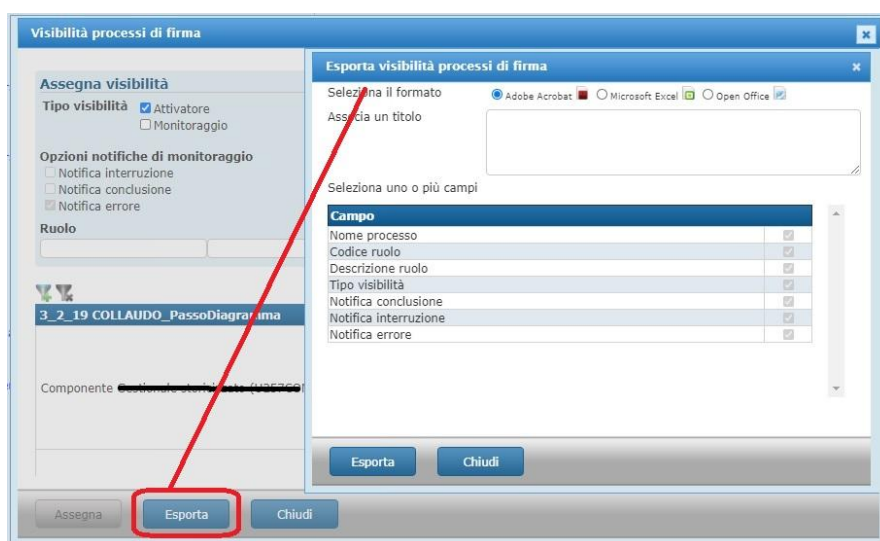 Visibilità processi di firma
Assegna visibilità
Tipo visibilità Attivatore
Monitoraggio
Opzioni notifiche di monitoraggio
Notifica interruzione
Notifica conclusione
Notifica errore
Ruolo
3_2_19 COLLAUDO_PassoDiagramma
Componente
Assegna Esporta Chiudi
Esporta visibilità processi di firma
Seleziona il formato Adobe Acrobat Microsoft Excel Open Office
Associa un titolo
Seleziona uno o più campi
Campo
Nome processo
Codice ruolo
Descrizione ruolo
Tipo visibilità
Notifica conclusione
Notifica interruzione
Notifica errore
Esporta Chiudi